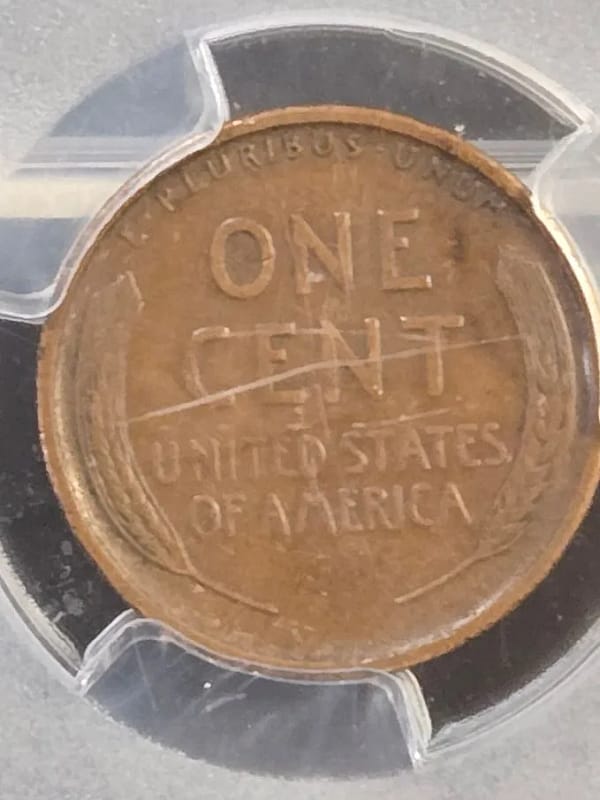 E·PLURIBUS·UNUM
ONE
CENT
UNITED STATES
OF AMERICA